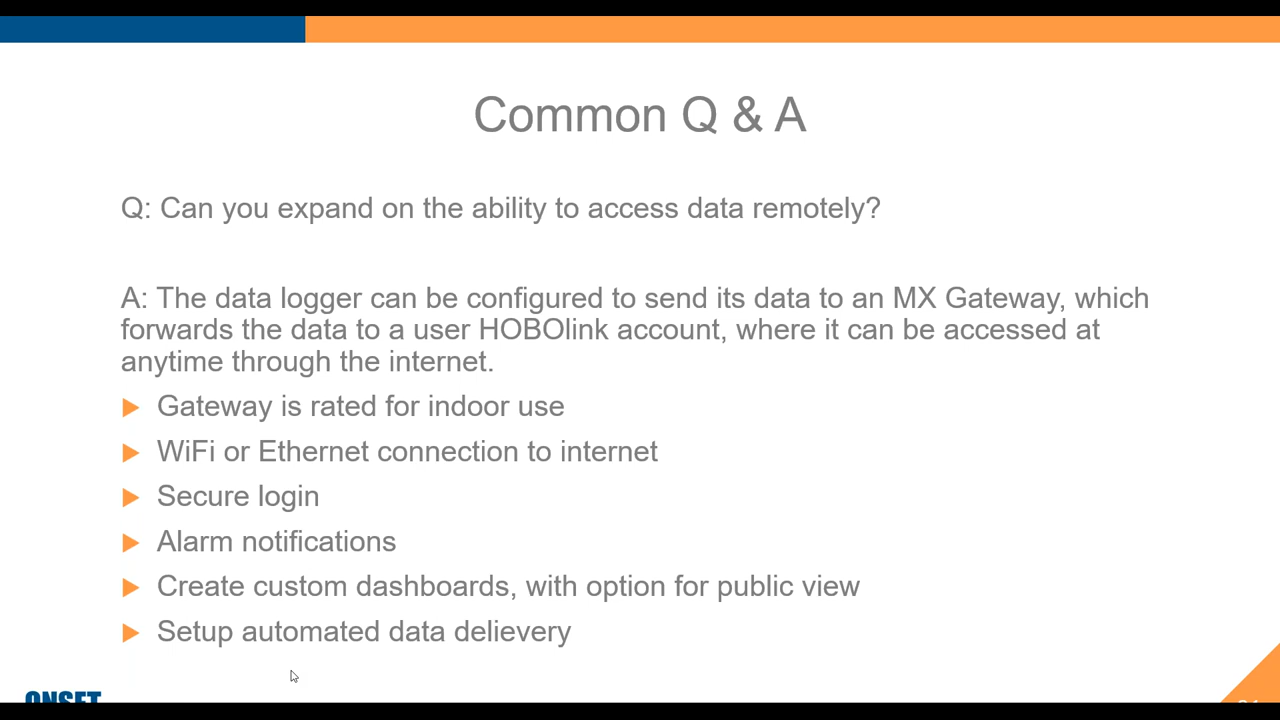 Common Q & A
Q: Can you expand on the ability to access data remotely?
A: The data logger can be configured to send its data to an MX Gateway, which
forwards the data to a user HOBOlink account, where it can be accessed at
anytime through the internet.
Gateway is rated for indoor use
WiFi or Ethernet connection to internet
Secure login
Alarm notifications
Create custom dashboards, with option for public view
Setup automated data delievery
ONSET